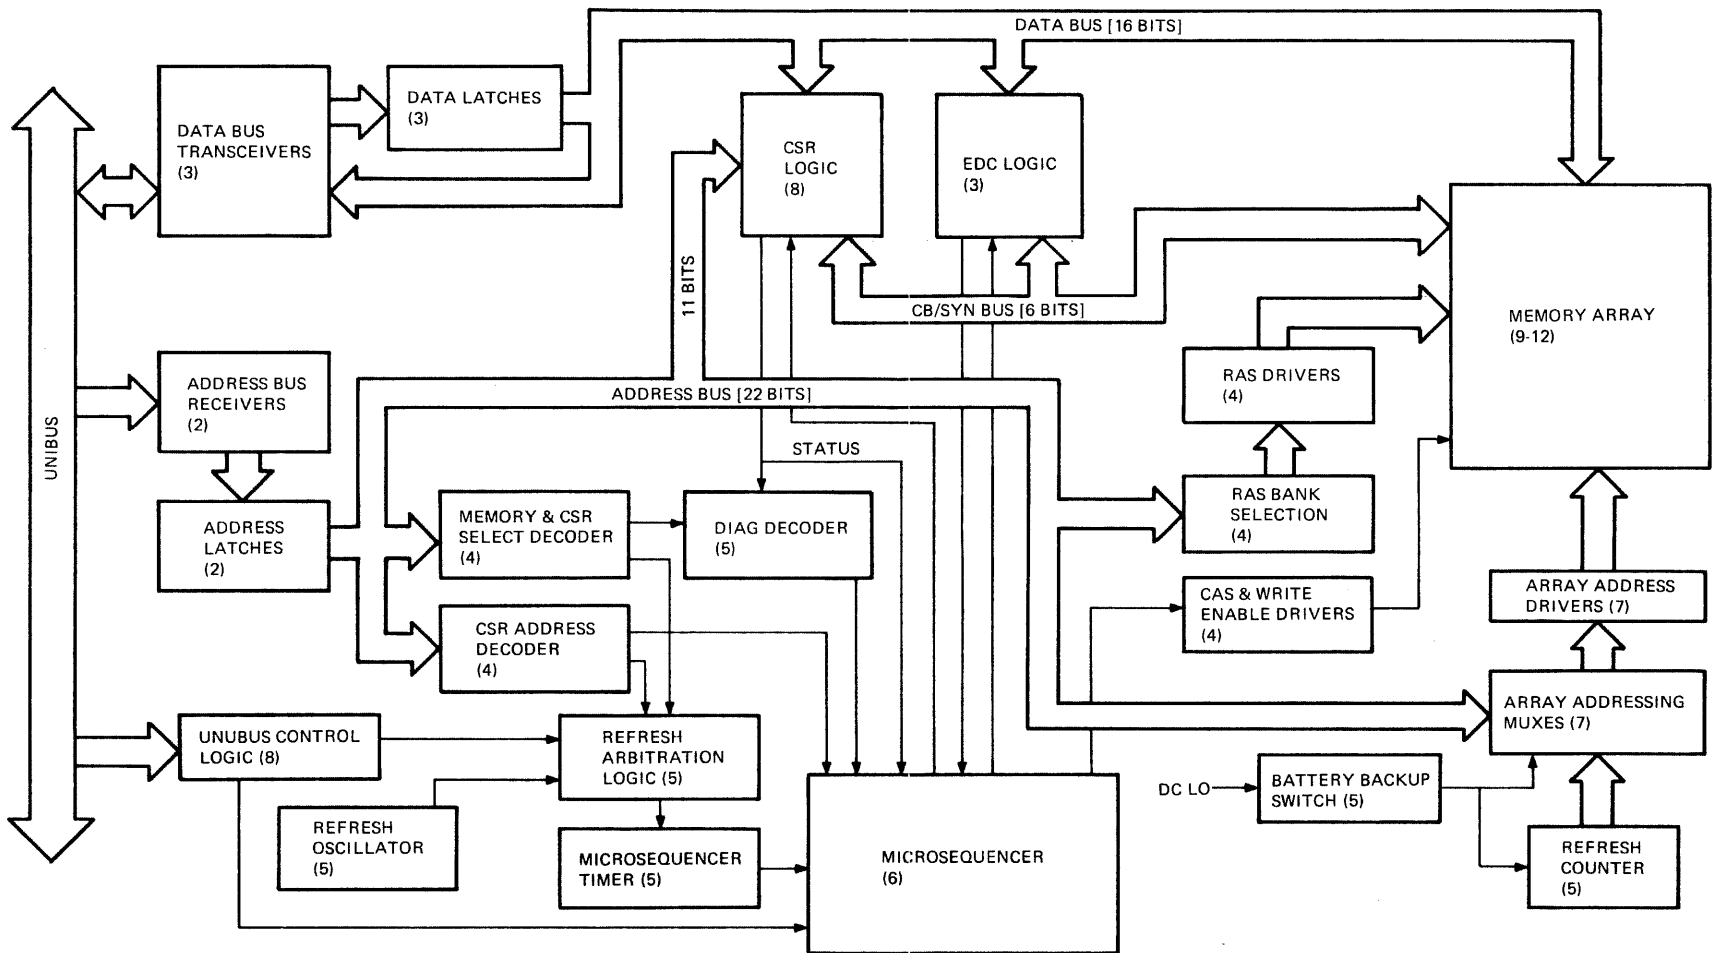 DATA BUS [16 BITS]
DATA BUS
TRANSCEIVERS
(3)
DATA LATCHES
(3)
CSR
LOGIC
(8)
EDC LOGIC
(3)
11 BITS
CB/SYN BUS [6 BITS]
MEMORY ARRAY
(9-12)
UNIBUS
ADDRESS BUS
RECEIVERS
(2)
ADDRESS BUS [22 BITS]
RAS DRIVERS
(4)
STATUS
ADDRESS
LATCHES
(2)
MEMORY & CSR
SELECT DECODER
(4)
DIAG DECODER
(5)
RAS BANK
SELECTION
(4)
CSR ADDRESS
DECODER
(4)
CAS & WRITE
ENABLE DRIVERS
(4)
ARRAY ADDRESS
DRIVERS (7)
UNUBUS CONTROL
LOGIC (8)
REFRESH
ARBITRATION
LOGIC (5)
ARRAY ADDRESSING
MUXES (7)
DC LO
BATTERY BACKUP
SWITCH (5)
REFRESH
OSCILLATOR
(5)
MICROSEQUENCER
TIMER (5)
MICROSEQUENCER
(6)
REFRESH
COUNTER
(5)